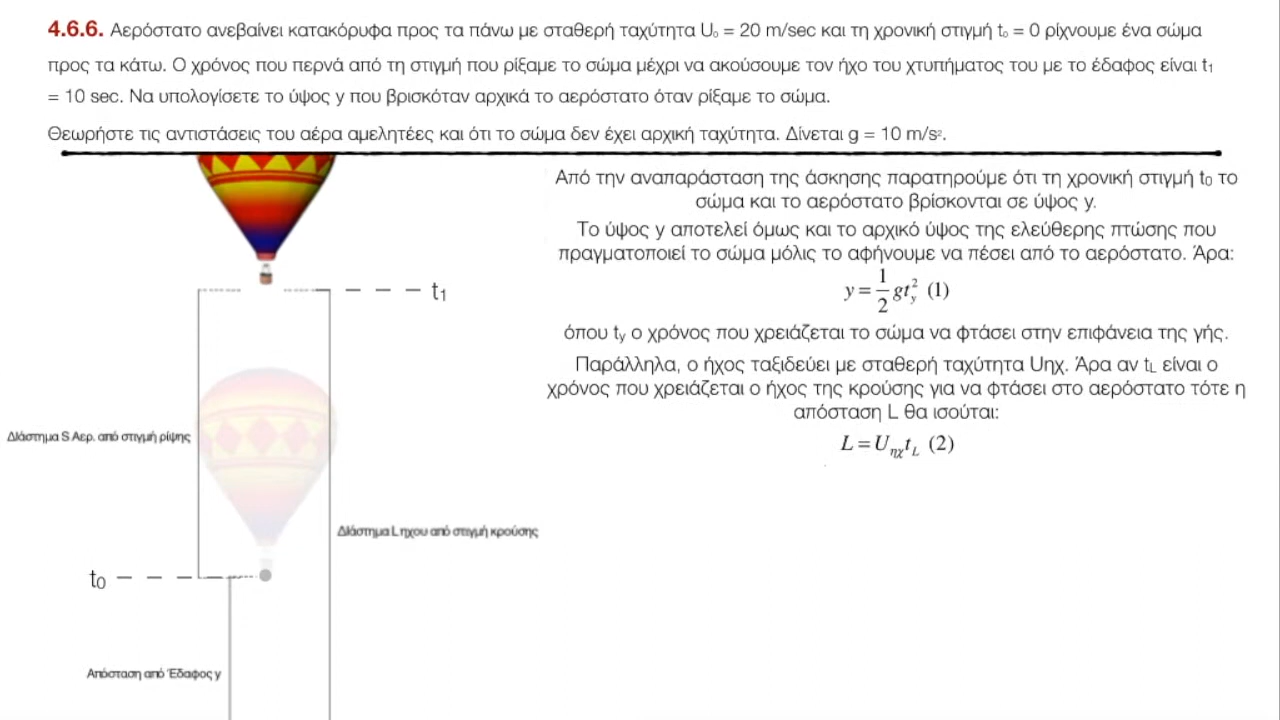 4.6.6. Αερόστατο ανεβαίνει κατακόρυφα προς τα πάνω με σταθερή ταχύτητα U₀ = 20 m/sec και τη χρονική στιγμή t₀ = 0 ρίχνουμε ένα σώμα
προς τα κάτω. Ο χρόνος που περνά από τη στιγμή που ρίξαμε το σώμα μέχρι να ακούσουμε τον ήχο του χτυπήματος του με το έδαφος είναι t₁
= 10 sec. Να υπολογίσετε το ύψος y που βρισκόταν αρχικά το αερόστατο όταν ρίξαμε το σώμα.
Θεωρήστε τις αντιστάσεις του αέρα αμελητέες και ότι το σώμα δεν έχει αρχική ταχύτητα. Δίνεται g = 10 m/s².
Από την αναπαράσταση της άσκησης παρατηρούμε ότι τη χρονική στιγμή t₀ το
σώμα και το αερόστατο βρίσκονται σε ύψος y.
Το ύψος y αποτελεί όμως και το αρχικό ύψος της ελεύθερης πτώσης που
πραγματοποιεί το σώμα μόλις το αφήνουμε να πέσει από το αερόστατο. Άρα:
y = 1/2 gt_y² (1)
όπου t_y ο χρόνος που χρειάζεται το σώμα να φτάσει στην επιφάνεια της γής.
Παράλληλα, ο ήχος ταξιδεύει με σταθερή ταχύτητα Uηχ. Άρα αν t_L είναι ο
χρόνος που χρειάζεται ο ήχος της κρούσης για να φτάσει στο αερόστατο τότε η
απόσταση L θα ισούται:
L = U_ηχ t_L (2)
t₁
Διάστημα S Αερ. από στιγμή ρίψης
Διάστημα L ηχου από στιγμή κρούσης
t₀
Απόσταση από Έδαφος y